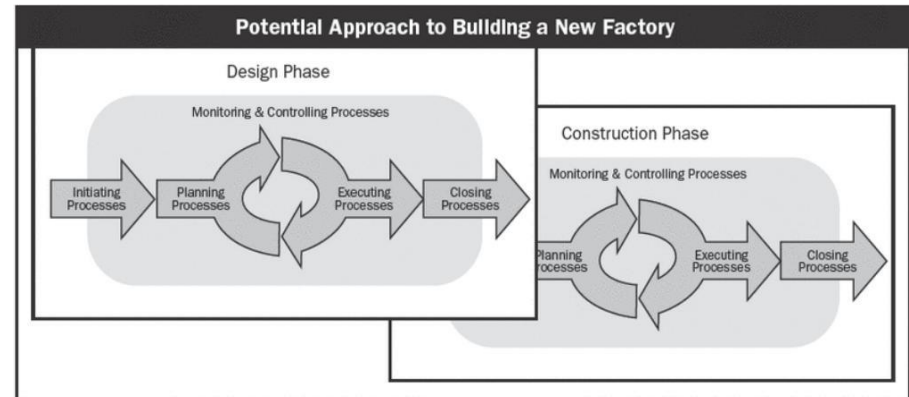 Potential Approach to Building a New Factory
Design Phase
Monitoring & Controlling Processes
Initiating
Processes
Planning
Processes
Executing
Processes
Closing
Processes
Construction Phase
Monitoring & Controlling Processes
Planning
rocesses
Executing
Processes
Closing
Processes